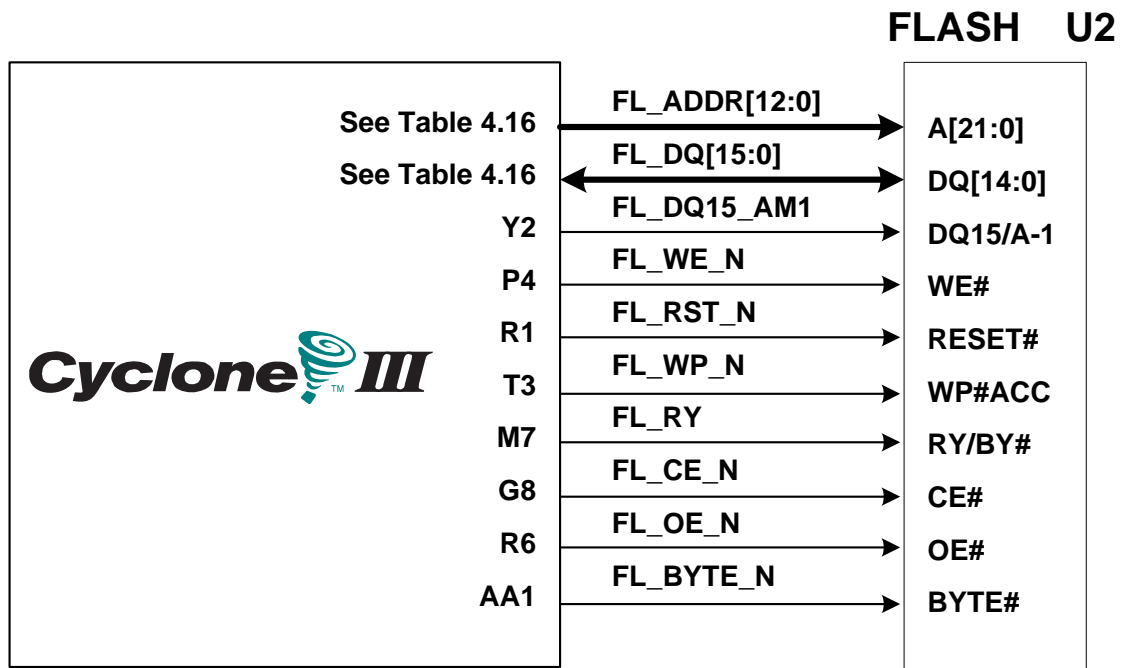 FLASH U2
See Table 4.16 FL_ADDR[12:0] A[21:0]
See Table 4.16 FL_DQ[15:0] DQ[14:0]
Y2 FL_DQ15_AM1 DQ15/A-1
P4 FL_WE_N WE#
R1 FL_RST_N RESET#
Cyclone III
TM
T3 FL_WP_N WP#ACC
M7 FL_RY RY/BY#
G8 FL_CE_N CE#
R6 FL_OE_N OE#
AA1 FL_BYTE_N BYTE#